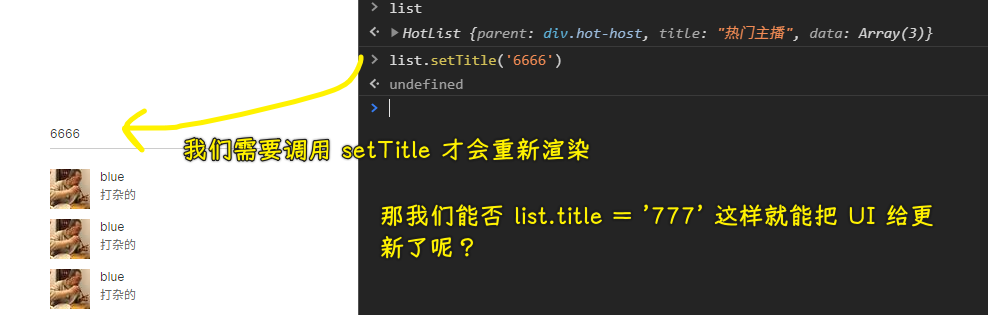 list
HotList {parent: div.hot-host, title: "热门主播", data: Array(3)}
list.setTitle('6666')
undefined
6666
我们需要调用 setTitle 才会重新渲染
blue
打杂的
那我们能否 list.title = '777' 这样就能把 UI 给更
新了呢？
blue
打杂的
blue
打杂的